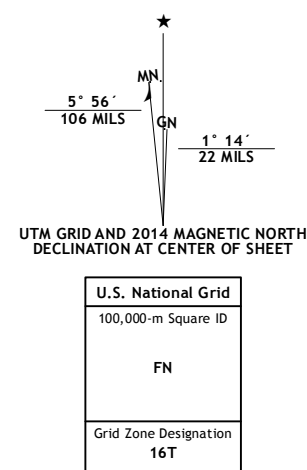 MN.
5° 56´
106 MILS
GN
1° 14´
22 MILS
UTM GRID AND 2014 MAGNETIC NORTH
DECLINATION AT CENTER OF SHEET
U.S. National Grid
100,000-m Square ID
FN
Grid Zone Designation
16T